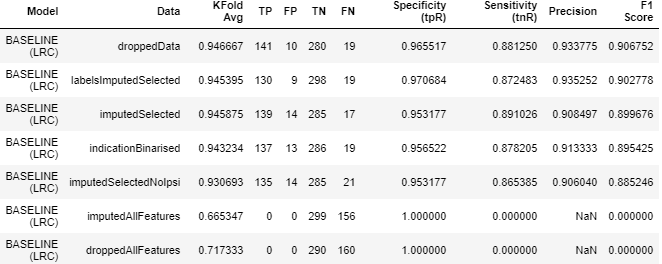 Model Data KFold Avg TP FP TN FN Specificity (tpR) Sensitivity (tnR) Precision F1 Score
BASELINE (LRC) droppedData 0.946667 141 10 280 19 0.965517 0.881250 0.933775 0.906752
BASELINE (LRC) labelsImputedSelected 0.945395 130 9 298 19 0.970684 0.872483 0.935252 0.902778
BASELINE (LRC) imputedSelected 0.945875 139 14 285 17 0.953177 0.891026 0.908497 0.899676
BASELINE (LRC) indicationBinarised 0.943234 137 13 286 19 0.956522 0.878205 0.913333 0.895425
BASELINE (LRC) imputedSelectedNoIpsi 0.930693 135 14 285 21 0.953177 0.865385 0.906040 0.885246
BASELINE (LRC) imputedAllFeatures 0.665347 0 0 299 156 1.000000 0.000000 NaN 0.000000
BASELINE (LRC) droppedAllFeatures 0.717333 0 0 290 160 1.000000 0.000000 NaN 0.000000